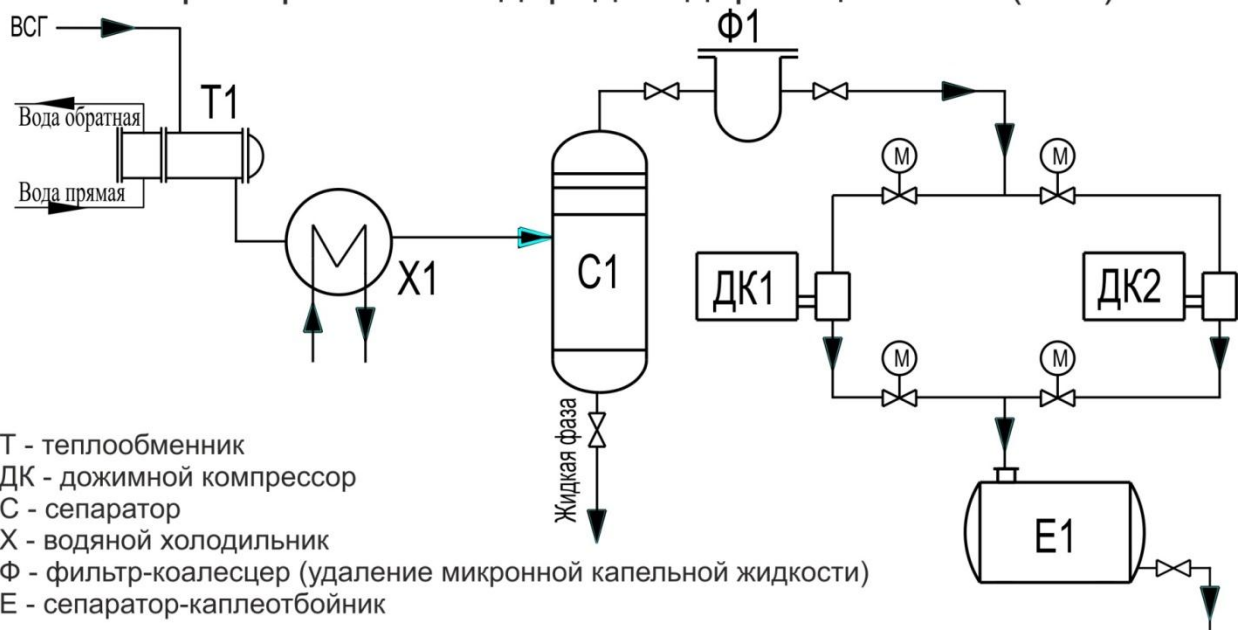 ВСГ
Ф1
Т1
Вода обратная
Вода прямая
М
М
Х1
С1
ДК1
ДК2
М
М
Жидкая фаза
Е1
Т - теплообменник
ДК - дожимной компрессор
С - сепаратор
Х - водяной холодильник
Ф - фильтр-коалесцер (удаление микронной капельной жидкости)
Е - сепаратор-каплеотбойник